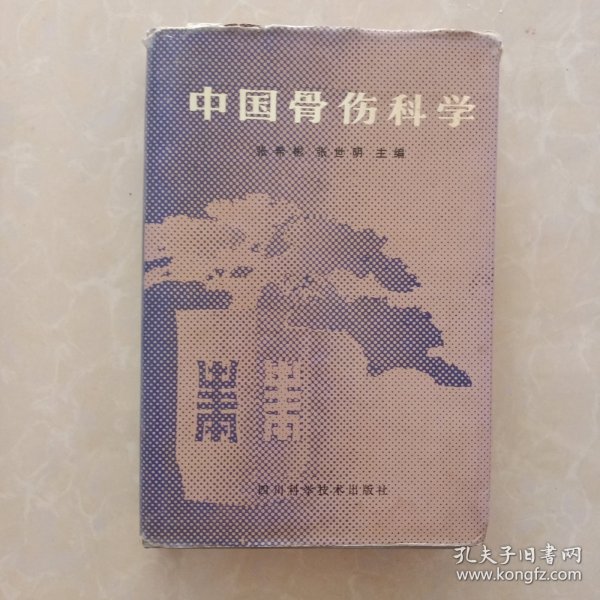 中国骨伤科学
张希彬 张世明 主编
四川科学技术出版社
孔夫子旧书网
www.kongfz.com